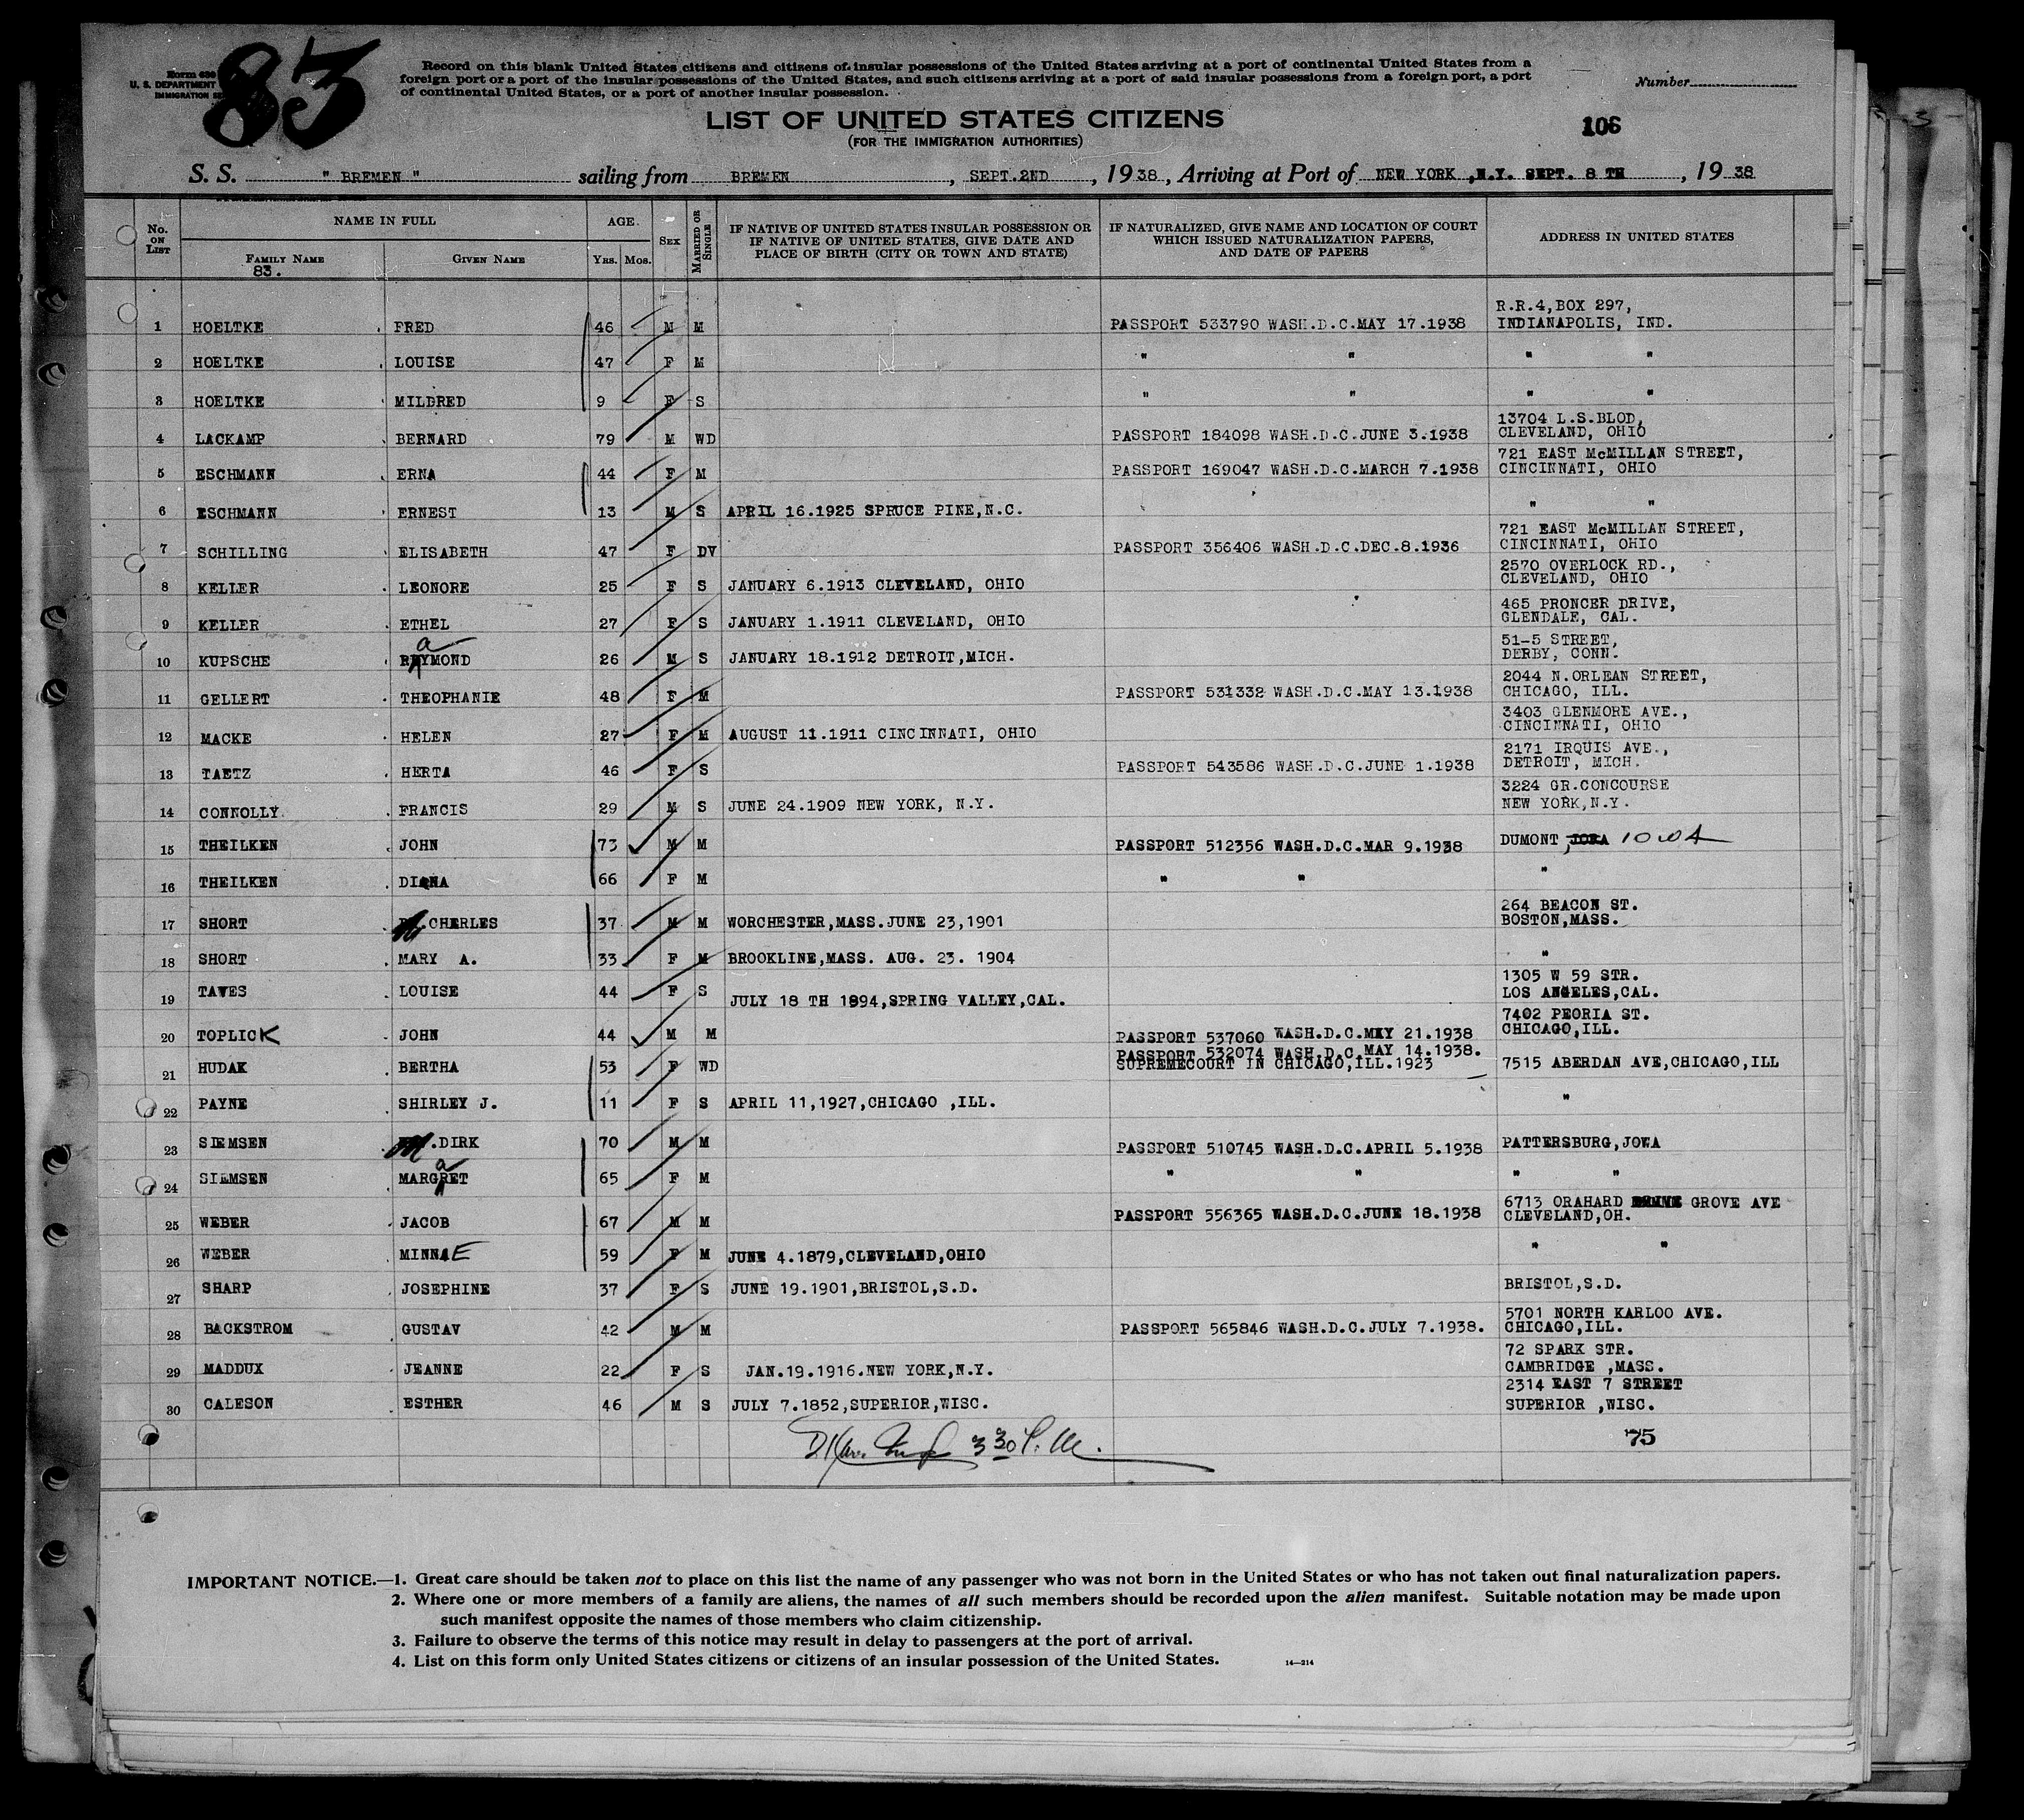 83
Form 630
U. S. DEPARTMENT
IMMIGRATION
Record on this blank United States citizens and citizens of insular possessions of the United States arriving at a port of continental United States from a
foreign port or a port of the insular possessions of the United States, and such citizens arriving at a port of said insular possessions from a foreign port, a port
of continental United States, or a port of another insular possession.
Number
LIST OF UNITED STATES CITIZENS
(FOR THE IMMIGRATION AUTHORITIES)
106
S. S. " BREMEN " sailing from BREMEN, SEPT.2ND, 1938, Arriving at Port of NEW YORK, N.Y. SEPT. 8 TH, 19 38
No. ON LIST
NAME IN FULL
FAMILY NAME
GIVEN NAME
AGE
YRS. MOS.
SEX
MARRIED OR SINGLE
IF NATIVE OF UNITED STATES INSULAR POSSESSION OR
IF NATIVE OF UNITED STATES, GIVE DATE AND
PLACE OF BIRTH (CITY OR TOWN AND STATE)
IF NATURALIZED, GIVE NAME AND LOCATION OF COURT
WHICH ISSUED NATURALIZATION PAPERS,
AND DATE OF PAPERS
ADDRESS IN UNITED STATES
83.
1 HOELTKE FRED 46 M M PASSPORT 533790 WASH.D.C.MAY 17.1938 R.R.4,BOX 297,
INDIANAPOLIS, IND.
2 HOELTKE LOUISE 47 F M " " " "
3 HOELTKE MILDRED 9 F S " " " "
4 LACKAMP BERNARD 79 M WD PASSPORT 184098 WASH.D.C.JUNE 3.1938 13704 L.S.BLOD,
CLEVELAND, OHIO
5 ESCHMANN ERNA 44 F M PASSPORT 169047 WASH.D.C.MARCH 7.1938 721 EAST McMILLAN STREET,
CINCINNATI, OHIO
6 ESCHMANN ERNEST 13 M S APRIL 16.1925 SPRUCE PINE,N.C. " "
7 SCHILLING ELISABETH 47 F DV PASSPORT 356406 WASH.D.C.DEC.8.1936 721 EAST McMILLAN STREET,
CINCINNATI, OHIO
8 KELLER LEONORE 25 F S JANUARY 6.1913 CLEVELAND, OHIO 2570 OVERLOCK RD.,
CLEVELAND, OHIO
9 KELLER ETHEL 27 F S JANUARY 1.1911 CLEVELAND, OHIO 465 PRONCER DRIVE,
GLENDALE, CAL.
10 KUPSCHE RaYMOND 26 M S JANUARY 18.1912 DETROIT,MICH. 51-5 STREET,
DERBY, CONN.
11 GELLERT THEOPHANIE 48 F M PASSPORT 531332 WASH.D.C.MAY 13.1938 2044 N.ORLEAN STREET,
CHICAGO, ILL.
12 MACKE HELEN 27 F M AUGUST 11.1911 CINCINNATI, OHIO 3403 GLENMORE AVE.,
CINCINNATI, OHIO
13 TAETZ HERTA 46 F S PASSPORT 543586 WASH.D.C.JUNE 1.1938 2171 IRQUIS AVE.,
DETROIT, MICH.
14 CONNOLLY FRANCIS 29 M S JUNE 24.1909 NEW YORK, N.Y. 3224 GR.CONCOURSE
NEW YORK,N.Y.
15 THEILKEN JOHN 73 M M PASSPORT 512356 WASH.D.C.MAR 9.1938 DUMONT, IOWA
16 THEILKEN DIANA 66 F M " " "
17 SHORT CHERLES 37 M M WORCHESTER,MASS.JUNE 23,1901 264 BEACON ST.
BOSTON,MASS.
18 SHORT MARY A. 33 F M BROOKLINE,MASS. AUG. 23. 1904 "
19 TAVES LOUISE 44 F S JULY 18 TH 1894,SPRING VALLEY,CAL. 1305 W 59 STR.
LOS ANGELES,CAL.
20 TOPLICK JOHN 44 M M PASSPORT 537060 WASH.D.C.MAY 21.1938 7402 PEORIA ST.
CHICAGO,ILL.
21 HUDAK BERTHA 53 F WD PASSPORT 532074 WASH.D.C.MAY 14.1938.
SUPREMECOURT IN CHICAGO,ILL.1923 7515 ABERDAN AVE,CHICAGO,ILL
22 PAYNE SHIRLEY J. 11 F S APRIL 11,1927,CHICAGO ,ILL. "
23 SIEMSEN DIRK 70 M M PASSPORT 510745 WASH.D.C.APRIL 5.1938 PATTERSBURG,JOWA
24 SIEMSEN MARGaRET 65 F M " " " "
25 WEBER JACOB 67 M M PASSPORT 556365 WASH.D.C.JUNE 18.1938 6713 ORAHARD GROVE AVE
CLEVELAND,OH.
26 WEBER MINNIE 59 F M JUNE 4.1879,CLEVELAND,OHIO " "
27 SHARP JOSEPHINE 37 F S JUNE 19.1901,BRISTOL,S.D. BRISTOL,S.D.
28 BACKSTROM GUSTAV 42 M M PASSPORT 565846 WASH.D.C.JULY 7.1938. 5701 NORTH KARLOO AVE.
CHICAGO,ILL.
29 MADDUX JEANNE 22 F S JAN.19.1916.NEW YORK,N.Y. 72 SPARK STR.
CAMBRIDGE ,MASS.
30 CALESON ESTHER 46 M S JULY 7.1852,SUPERIOR,WISC. 2314 EAST 7 STREET
SUPERIOR ,WISC.
3 30 P.M.
75
IMPORTANT NOTICE.—1. Great care should be taken not to place on this list the name of any passenger who was not born in the United States or who has not taken out final naturalization papers.
2. Where one or more members of a family are aliens, the names of all such members should be recorded upon the alien manifest. Suitable notation may be made upon
such manifest opposite the names of those members who claim citizenship.
3. Failure to observe the terms of this notice may result in delay to passengers at the port of arrival.
4. List on this form only United States citizens or citizens of an insular possession of the United States.
14—214